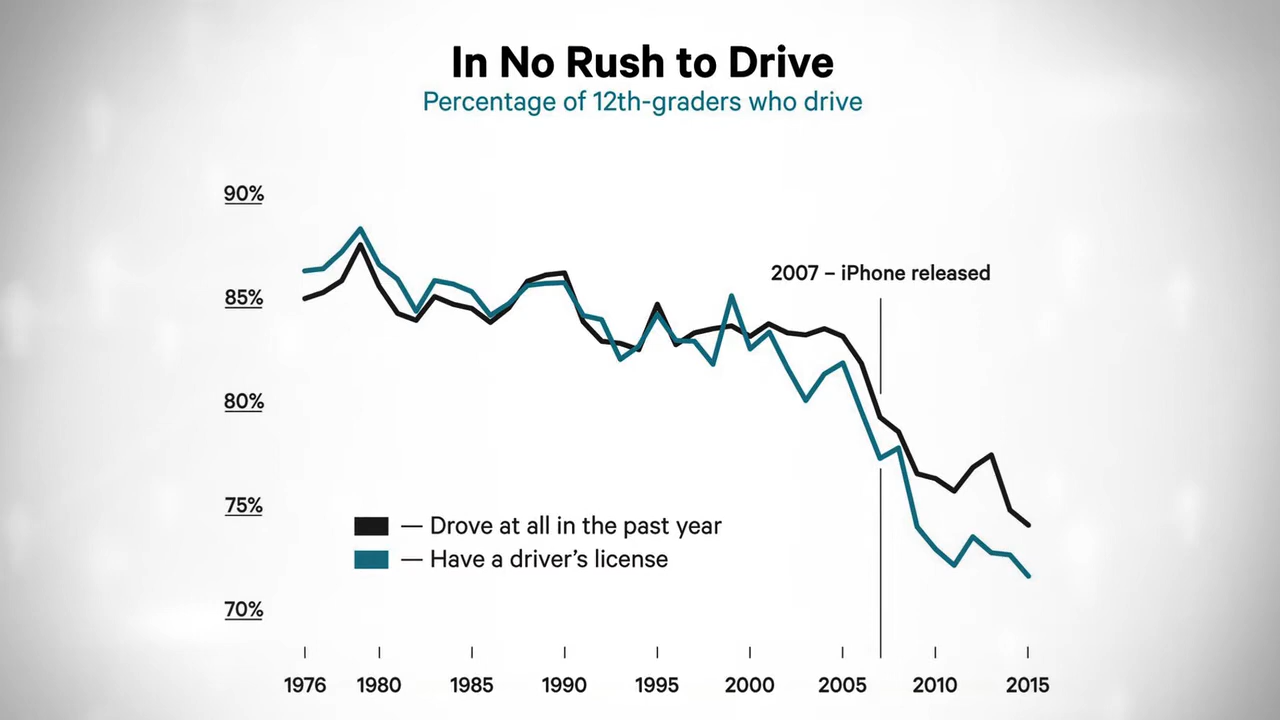 In No Rush to Drive
Percentage of 12th-graders who drive
90%
85%
80%
75%
70%
2007 – iPhone released
— Drove at all in the past year
— Have a driver’s license
1976 1980 1985 1990 1995 2000 2005 2010 2015